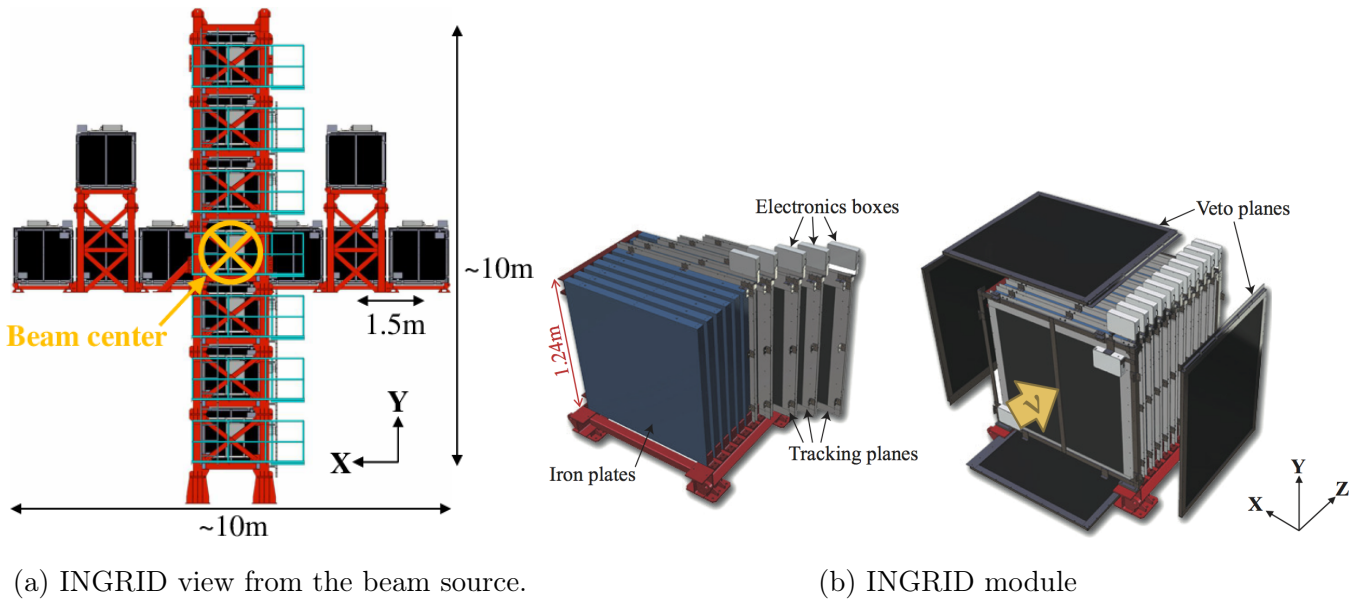 ~10m
Beam center
1.5m
Y
X
~10m
(a) INGRID view from the beam source.
Electronics boxes
1.24m
Iron plates
Tracking planes
Veto planes
ν
Y
X
Z
(b) INGRID module